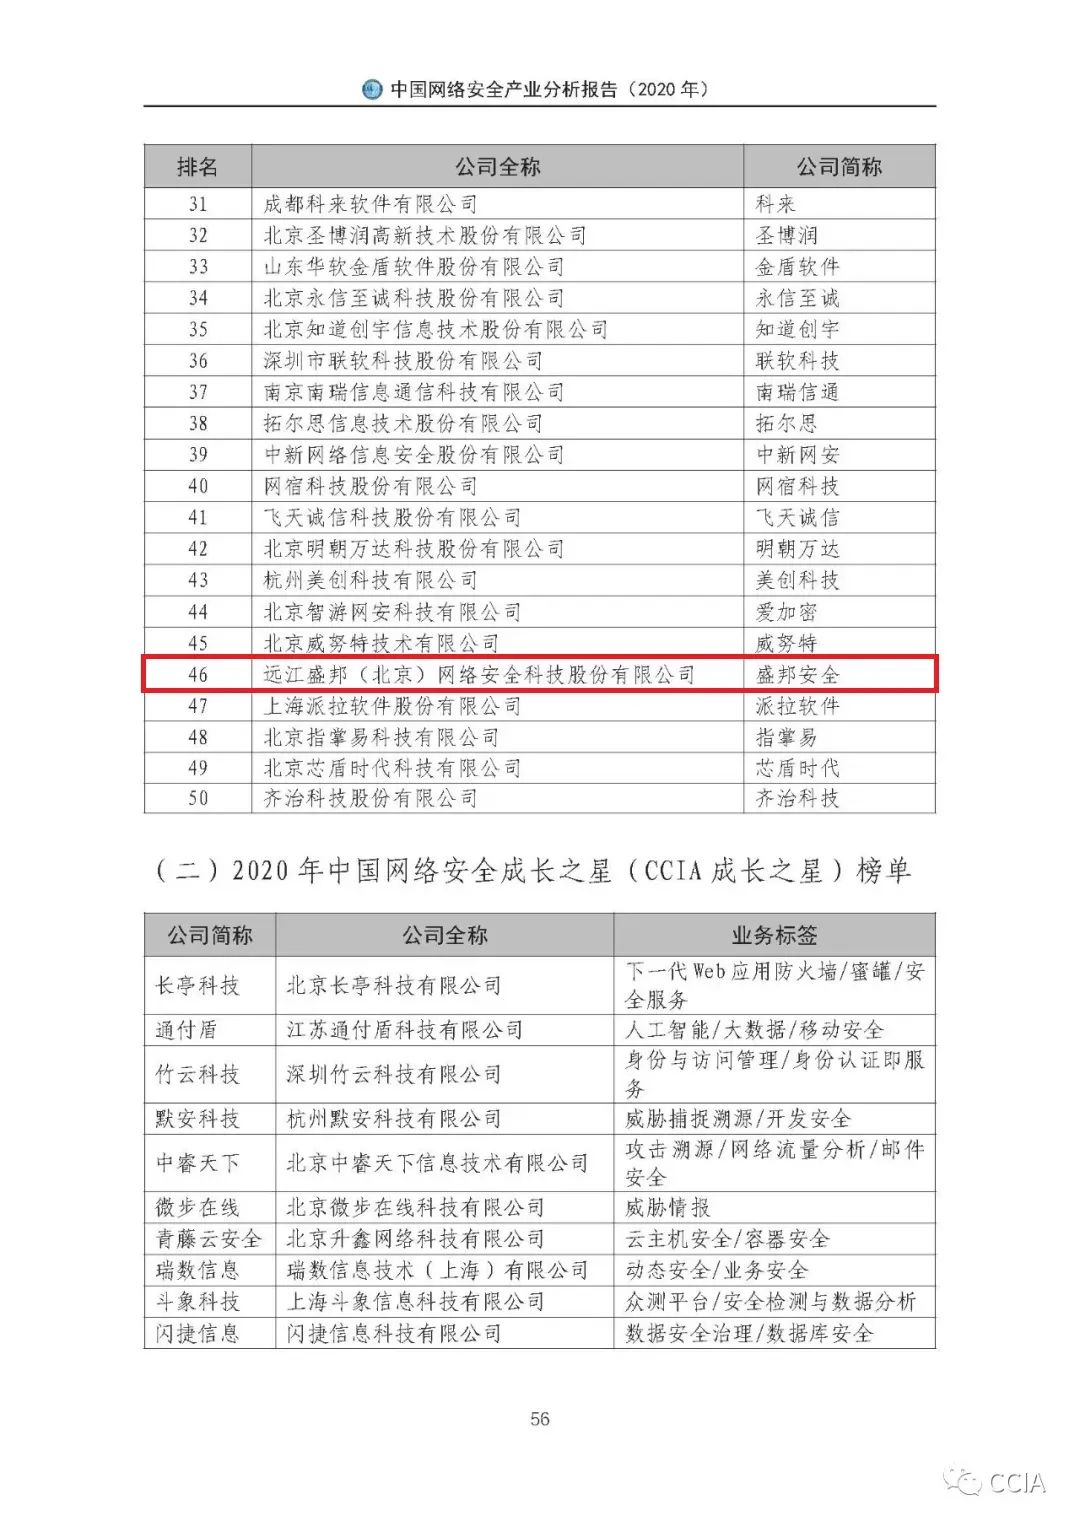 中国网络安全产业分析报告（2020 年）
排名 公司全称 公司简称
31 成都科来软件有限公司 科来
32 北京圣博润高新技术股份有限公司 圣博润
33 山东华软金盾软件股份有限公司 金盾软件
34 北京永信至诚科技股份有限公司 永信至诚
35 北京知道创宇信息技术股份有限公司 知道创宇
36 深圳市联软科技股份有限公司 联软科技
37 南京南瑞信息通信科技有限公司 南瑞信通
38 拓尔思信息技术股份有限公司 拓尔思
39 中新网络信息安全股份有限公司 中新网安
40 网宿科技股份有限公司 网宿科技
41 飞天诚信科技股份有限公司 飞天诚信
42 北京明朝万达科技股份有限公司 明朝万达
43 杭州美创科技有限公司 美创科技
44 北京智游网安科技有限公司 爱加密
45 北京威努特技术有限公司 威努特
46 远江盛邦（北京）网络安全科技股份有限公司 盛邦安全
47 上海派拉软件股份有限公司 派拉软件
48 北京指掌易科技有限公司 指掌易
49 北京芯盾时代科技有限公司 芯盾时代
50 齐治科技股份有限公司 齐治科技
（二）2020 年中国网络安全成长之星（CCIA 成长之星）榜单
公司简称 公司全称 业务标签
长亭科技 北京长亭科技有限公司 下一代 Web 应用防火墙/蜜罐/安
全服务
通付盾 江苏通付盾科技有限公司 人工智能/大数据/移动安全
竹云科技 深圳竹云科技有限公司 身份与访问管理/身份认证即服
务
默安科技 杭州默安科技有限公司 威胁捕捉溯源/开发安全
中睿天下 北京中睿天下信息技术有限公司 攻击溯源/网络流量分析/邮件
安全
微步在线 北京微步在线科技有限公司 威胁情报
青藤云安全 北京升鑫网络科技有限公司 云主机安全/容器安全
瑞数信息 瑞数信息技术（上海）有限公司 动态安全/业务安全
斗象科技 上海斗象信息科技有限公司 众测平台/安全检测与数据分析
闪捷信息 闪捷信息科技有限公司 数据安全治理/数据库安全
56
CCIA